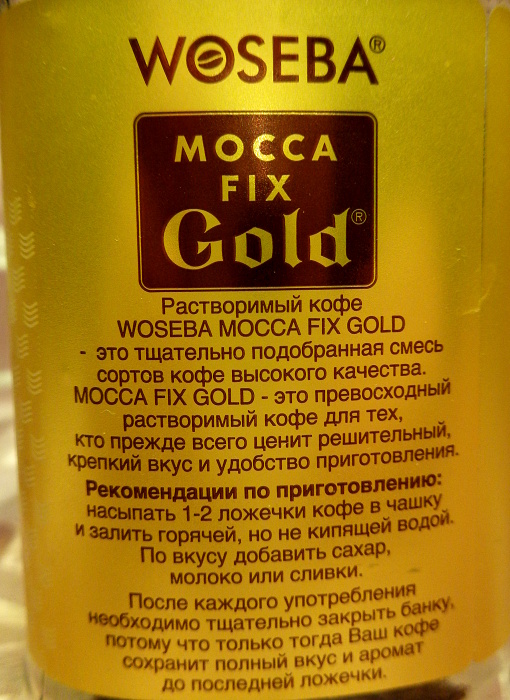 WOSEBA®
MOCCA
FIX
Gold®
Растворимый кофе
WOSEBA MOCCA FIX GOLD
- это тщательно подобранная смесь
сортов кофе высокого качества.
MOCCA FIX GOLD - это превосходный
растворимый кофе для тех,
кто прежде всего ценит решительный,
крепкий вкус и удобство приготовления.
Рекомендации по приготовлению:
насыпать 1-2 ложечки кофе в чашку
и залить горячей, но не кипящей водой.
По вкусу добавить сахар,
молоко или сливки.
После каждого употребления
необходимо тщательно закрыть банку,
потому что только тогда Ваш кофе
сохранит полный вкус и аромат
до последней ложечки.